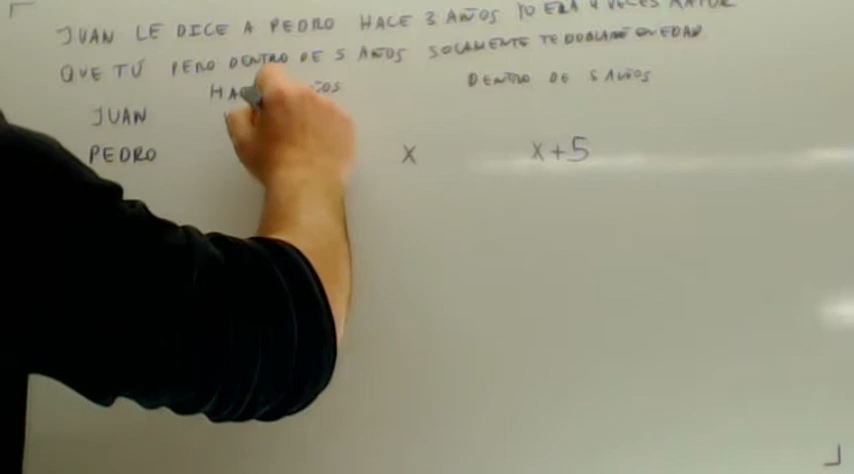 JUAN LE DICE A PEDRO HACE 3 AÑOS YO ERA 4 VECES MAYOR
QUE TÚ PERO DENTRO DE 5 AÑOS SOLAMENTE TE DOBLARÉ EN EDAD
DENTRO DE 5 AÑOS
JUAN
PEDRO X X+5